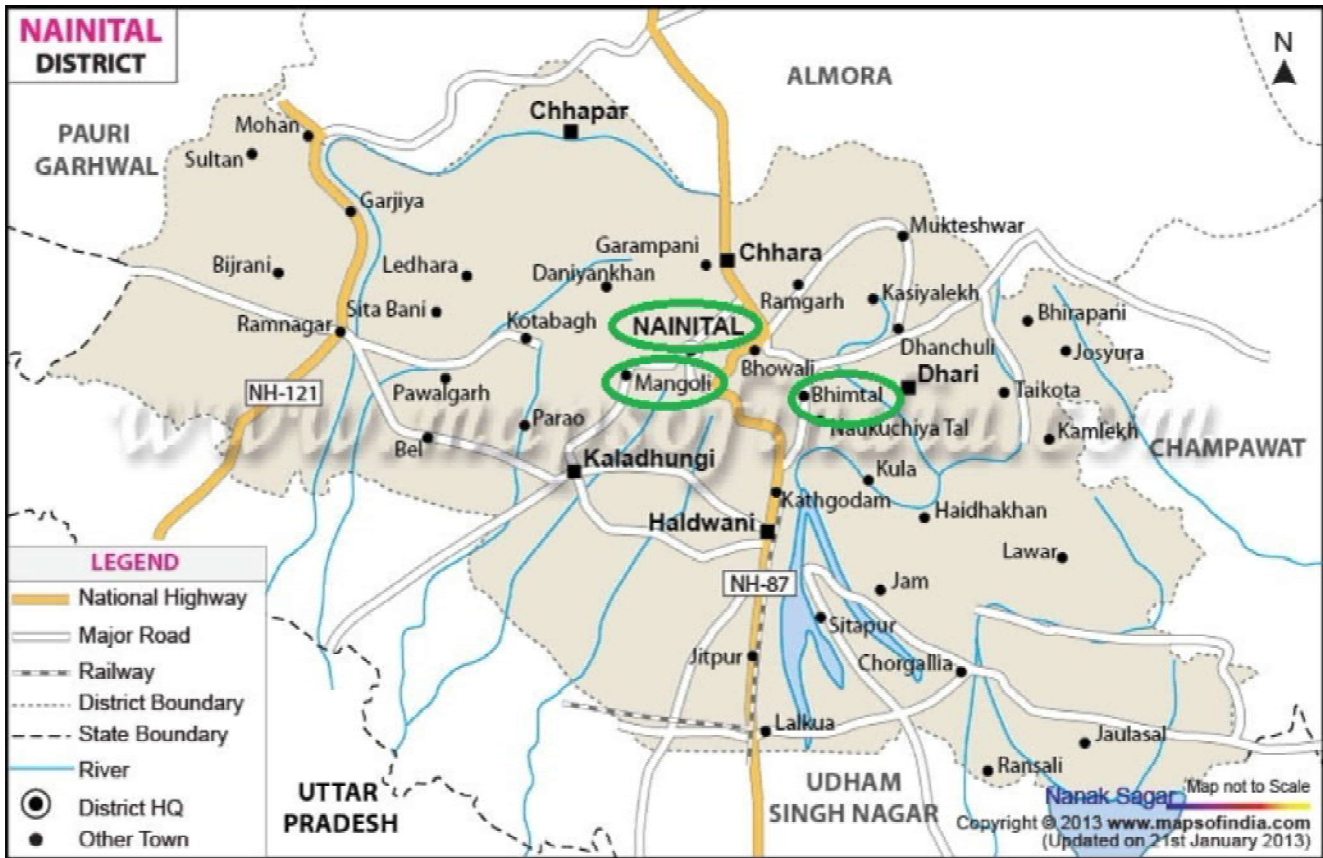 NAINITAL
DISTRICT
N
ALMORA
PAURI
GARHWAL
Chhapar
Mohan
Sultan
Garjiya
Mukteshwar
Garampani
Chhara
Bijrani
Ledhara
Daniyankhan
Ramgarh
Kasiyalekh
Sita Bani
Ramnagar
Kotabagh
NAINITAL
Bhirapani
Dhanchuli
Josyura
Bhowali
Mangoli
Dhari
NH-121
Pawalgarh
Bhimtal
Taikota
Parao
Naukuchiya Tal
Kamlekh
CHAMPAWAT
www.mapsofindia.com
Bel
Kaladhungi
Kula
Kathgodam
Haidhakhan
Haldwani
Lawar
NH-87
Jam
Sitapur
Jitpur
Chorgallia
Lalkua
Jaulasal
Ransali
UTTAR
PRADESH
UDHAM
SINGH NAGAR
Nanak Sagar
LEGEND
National Highway
Major Road
Railway
District Boundary
State Boundary
River
District HQ
Other Town
Map not to Scale
Copyright © 2013 www.mapsofindia.com
(Updated on 21st January 2013)